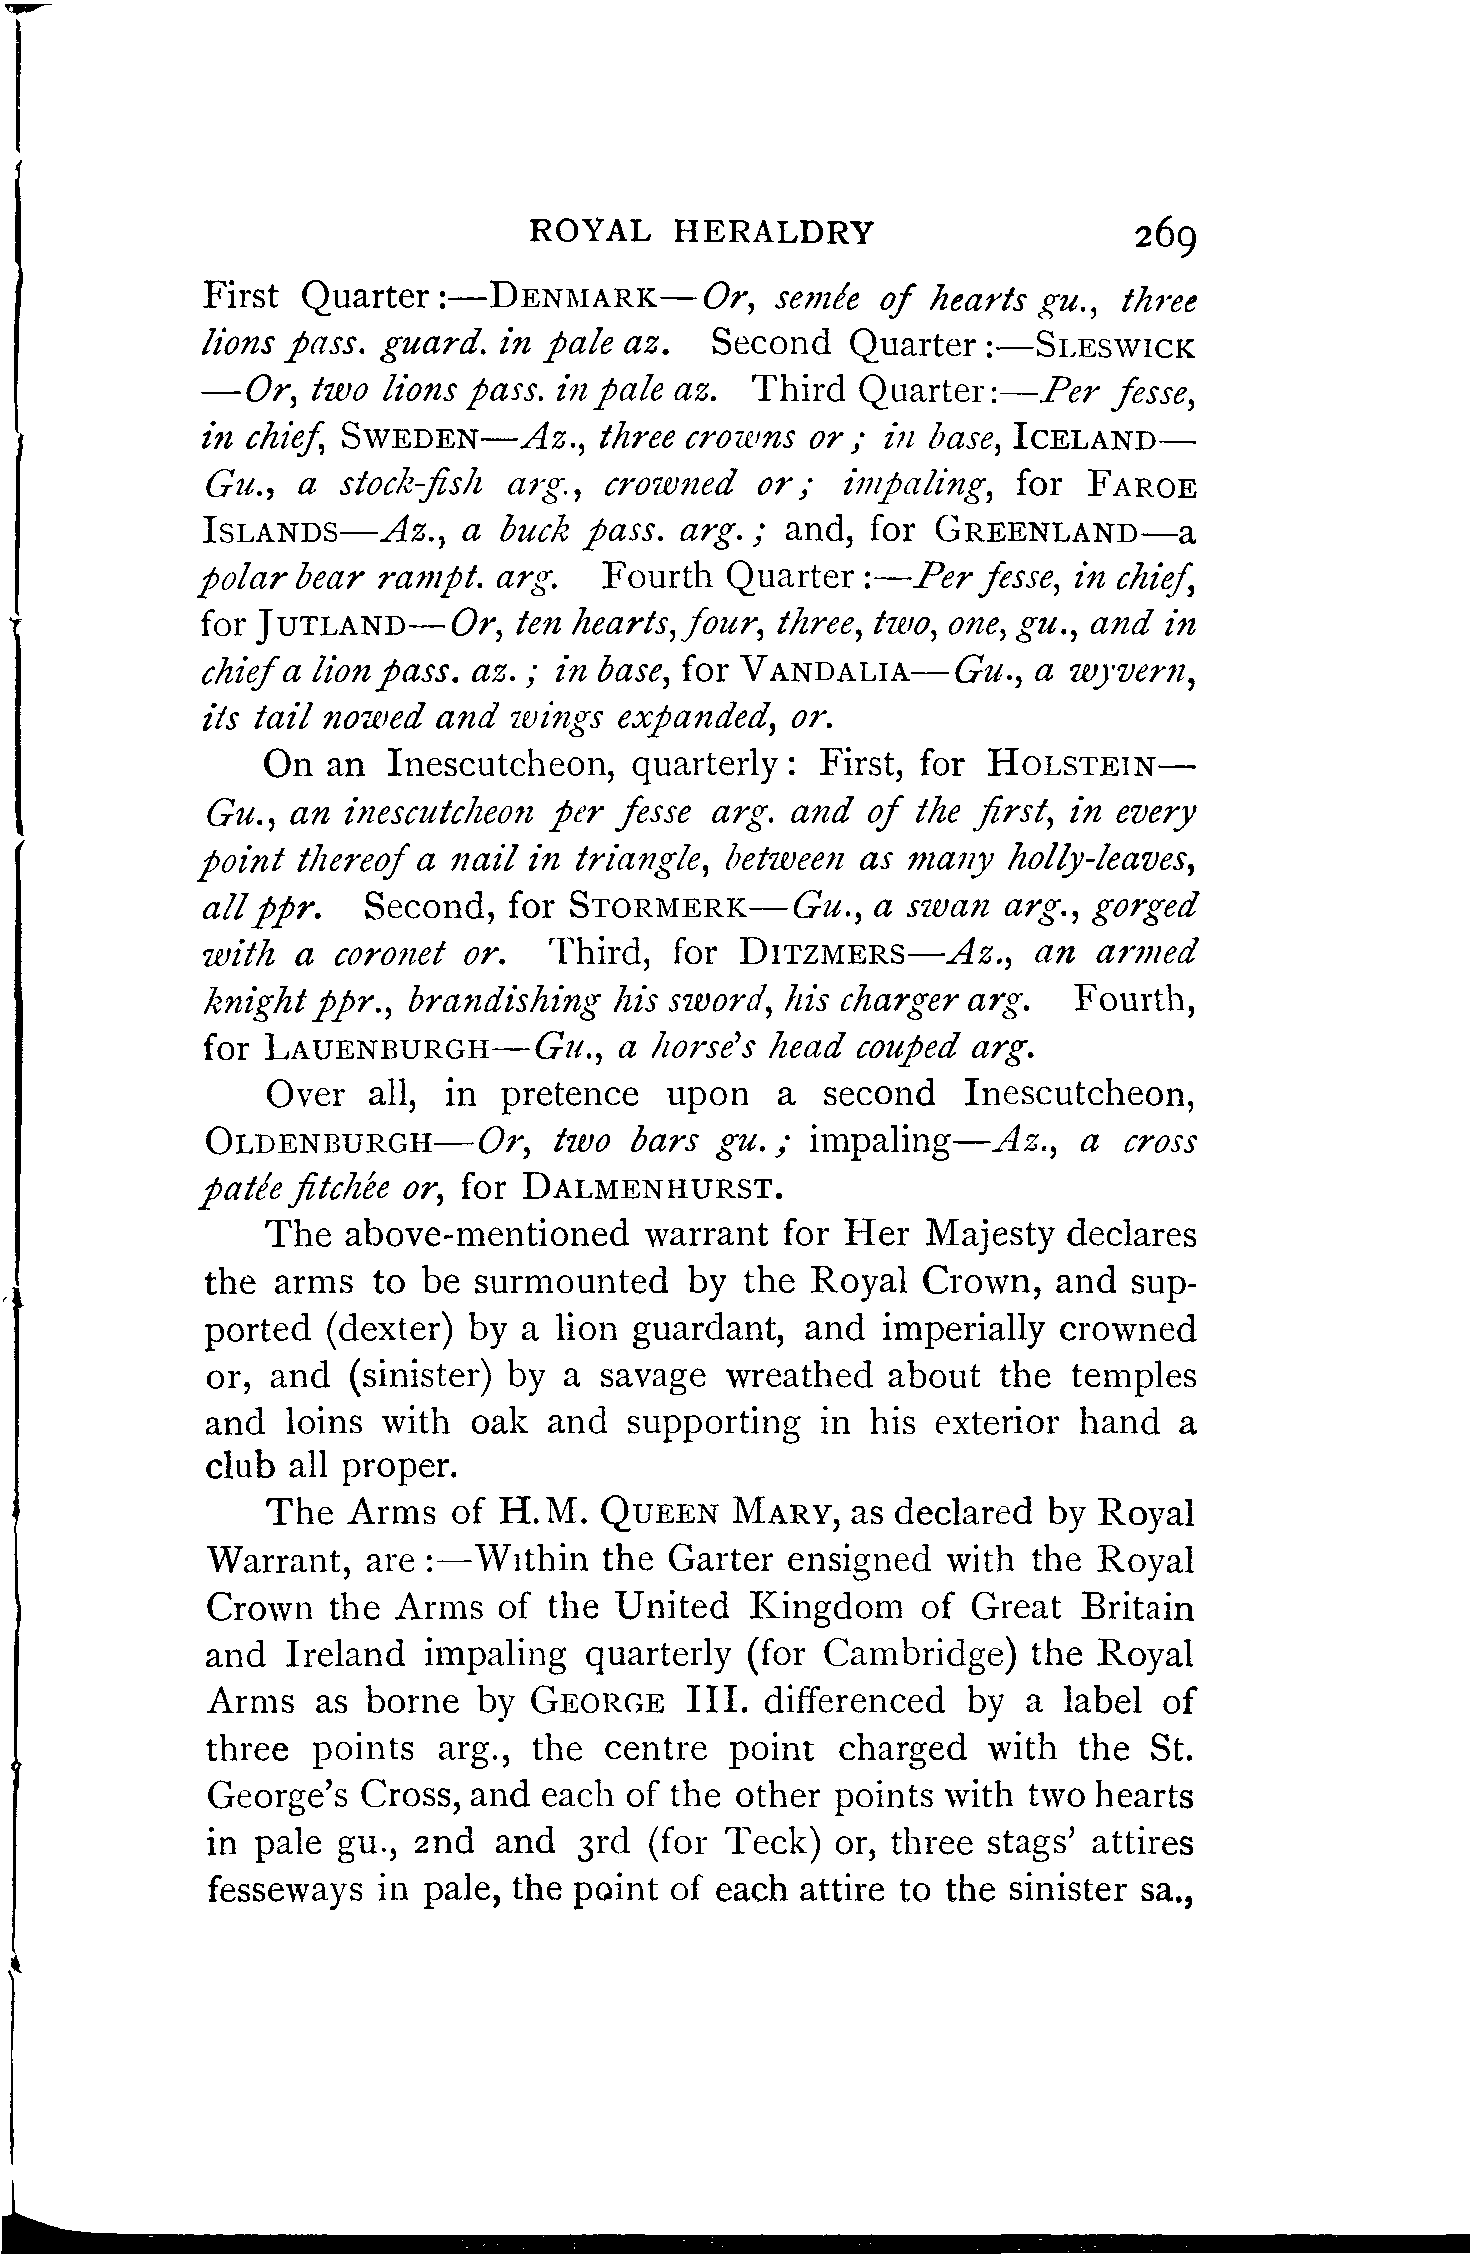 ROYAL HERALDRY 269
First Quarter :—DENMARK—Or, semée of hearts gu., three
lions pass. guard. in pale az. Second Quarter :—SLESWICK
—Or, two lions pass. in pale az. Third Quarter:—Per fesse,
in chief, SWEDEN—Az., three crowns or ; in base, ICELAND—
Gu., a stock-fish arg., crowned or ; impaling, for FAROE
ISLANDS—Az., a buck pass. arg. ; and, for GREENLAND—a
polar bear rampt. arg. Fourth Quarter :—Per fesse, in chief,
for JUTLAND—Or, ten hearts, four, three, two, one, gu., and in
chief a lion pass. az. ; in base, for VANDALIA—Gu., a wyvern,
its tail nowed and wings expanded, or.
On an Inescutcheon, quarterly : First, for HOLSTEIN—
Gu., an inescutcheon per fesse arg. and of the first, in every
point thereof a nail in triangle, between as many holly-leaves,
all ppr. Second, for STORMERK—Gu., a swan arg., gorged
with a coronet or. Third, for DITZMERS—Az., an armed
knight ppr., brandishing his sword, his charger arg. Fourth,
for LAUENBURGH—Gu., a horse's head couped arg.
Over all, in pretence upon a second Inescutcheon,
OLDENBURGH—Or, two bars gu. ; impaling—Az., a cross
patée fitchée or, for DALMENHURST.
The above-mentioned warrant for Her Majesty declares
the arms to be surmounted by the Royal Crown, and sup-
ported (dexter) by a lion guardant, and imperially crowned
or, and (sinister) by a savage wreathed about the temples
and loins with oak and supporting in his exterior hand a
club all proper.
The Arms of H.M. QUEEN MARY, as declared by Royal
Warrant, are :—Within the Garter ensigned with the Royal
Crown the Arms of the United Kingdom of Great Britain
and Ireland impaling quarterly (for Cambridge) the Royal
Arms as borne by GEORGE III. differenced by a label of
three points arg., the centre point charged with the St.
George's Cross, and each of the other points with two hearts
in pale gu., 2nd and 3rd (for Teck) or, three stags' attires
fesseways in pale, the point of each attire to the sinister sa.,